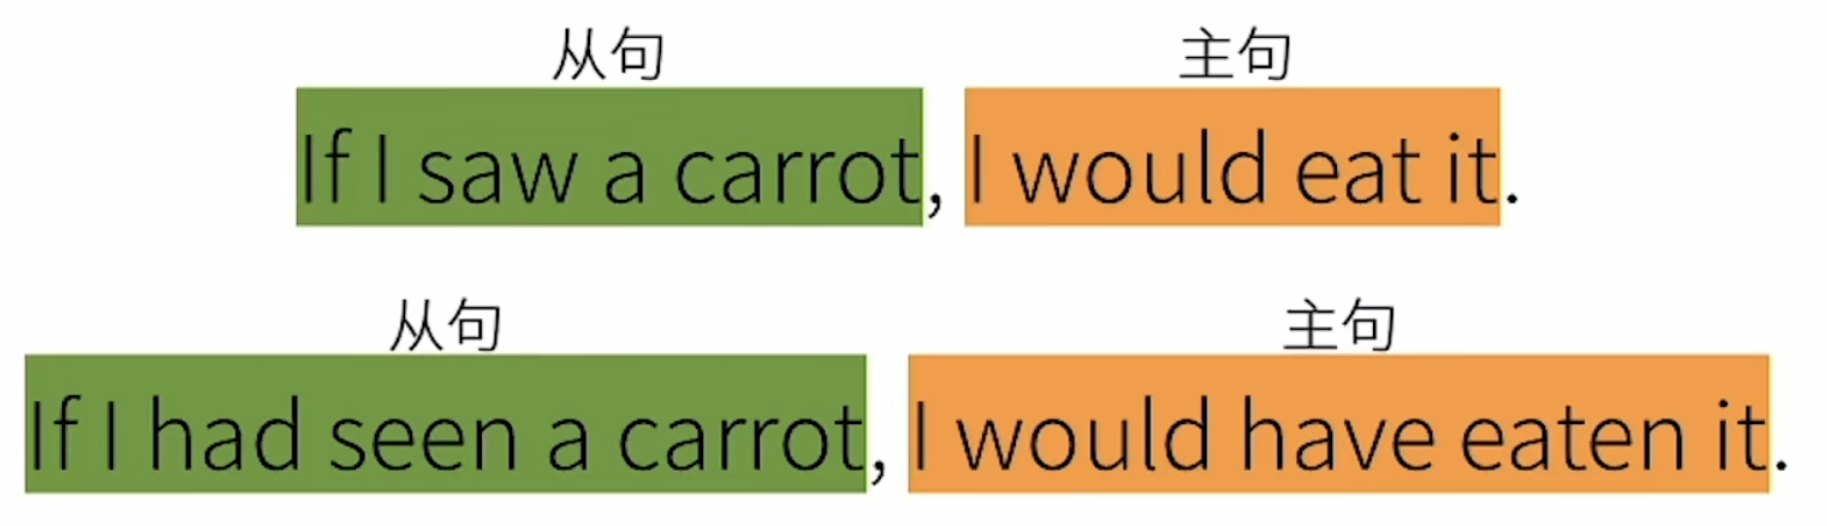 从句 主句
If I saw a carrot, I would eat it.
从句 主句
If I had seen a carrot, I would have eaten it.